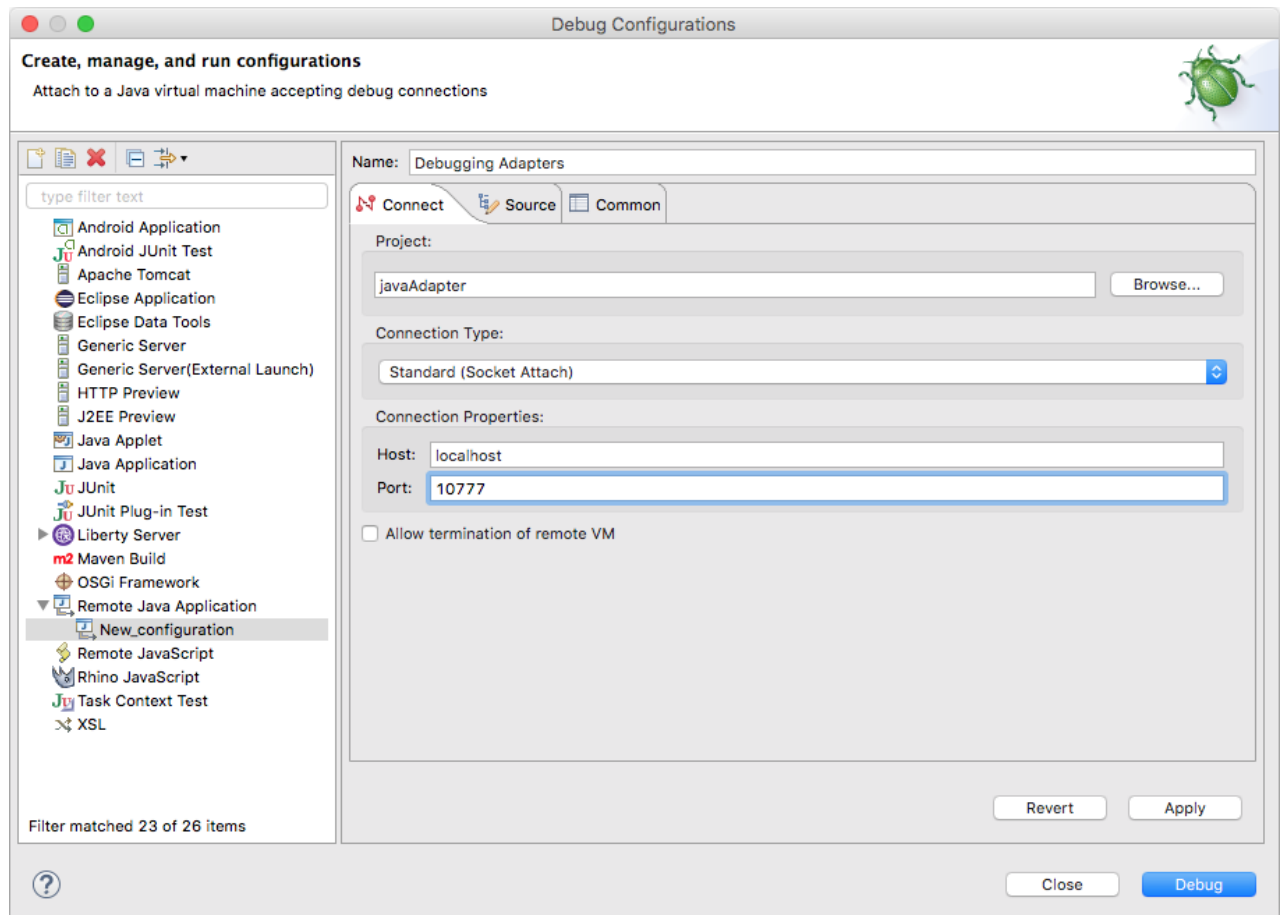 Debug Configurations
Create, manage, and run configurations
Attach to a Java virtual machine accepting debug connections
type filter text
Android Application
Android JUnit Test
Apache Tomcat
Eclipse Application
Eclipse Data Tools
Generic Server
Generic Server(External Launch)
HTTP Preview
J2EE Preview
Java Applet
Java Application
JUnit
JUnit Plug-in Test
Liberty Server
m2 Maven Build
OSGi Framework
Remote Java Application
New_configuration
Remote JavaScript
Rhino JavaScript
Task Context Test
XSL
Filter matched 23 of 26 items
Name: Debugging Adapters
Connect Source Common
Project:
javaAdapter Browse...
Connection Type:
Standard (Socket Attach)
Connection Properties:
Host: localhost
Port: 10777
Allow termination of remote VM
Revert Apply
? Close Debug